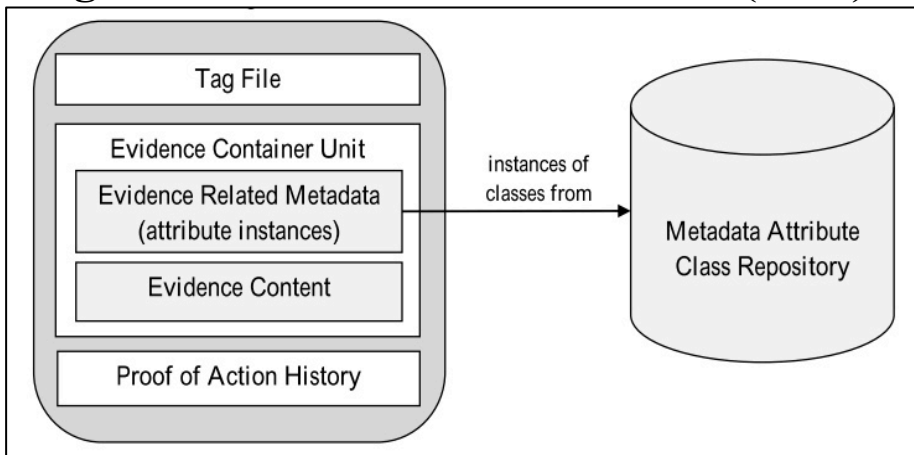 Tag File
Evidence Container Unit
Evidence Related Metadata
(attribute instances)
Evidence Content
Proof of Action History
instances of
classes from
Metadata Attribute
Class Repository